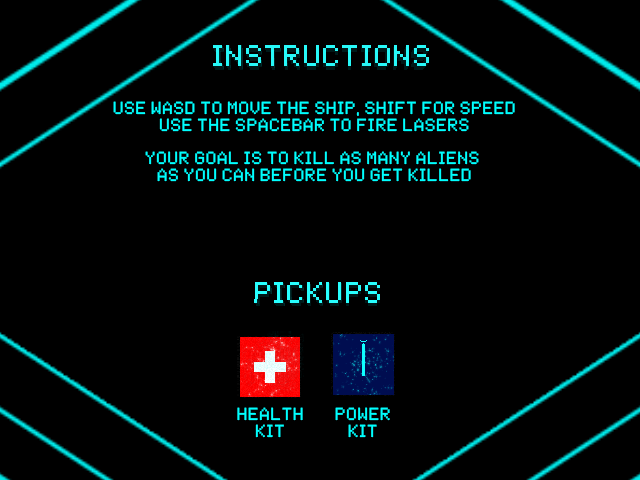 INSTRUCTIONS
USE WASD TO MOVE THE SHIP, SHIFT FOR SPEED
USE THE SPACEBAR TO FIRE LASERS
YOUR GOAL IS TO KILL AS MANY ALIENS
AS YOU CAN BEFORE YOU GET KILLED
PICKUPS
HEALTH
KIT
POWER
KIT